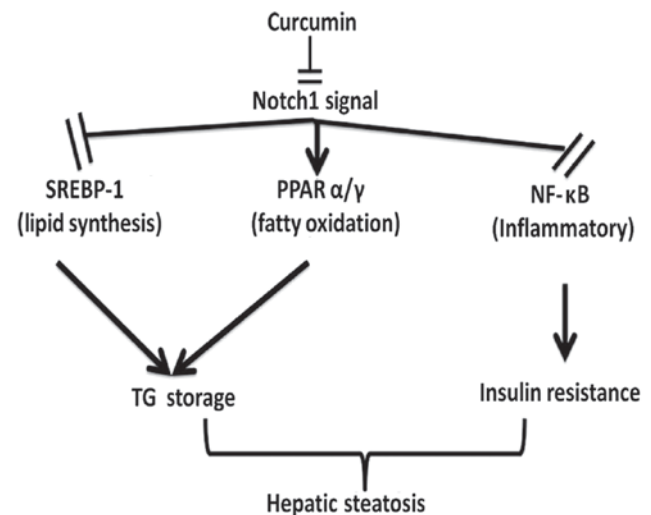 Curcumin
Notch1 signal
SREBP-1
(lipid synthesis)
PPAR α/γ
(fatty oxidation)
NF-κB
(Inflammatory)
TG storage
Insulin resistance
Hepatic steatosis